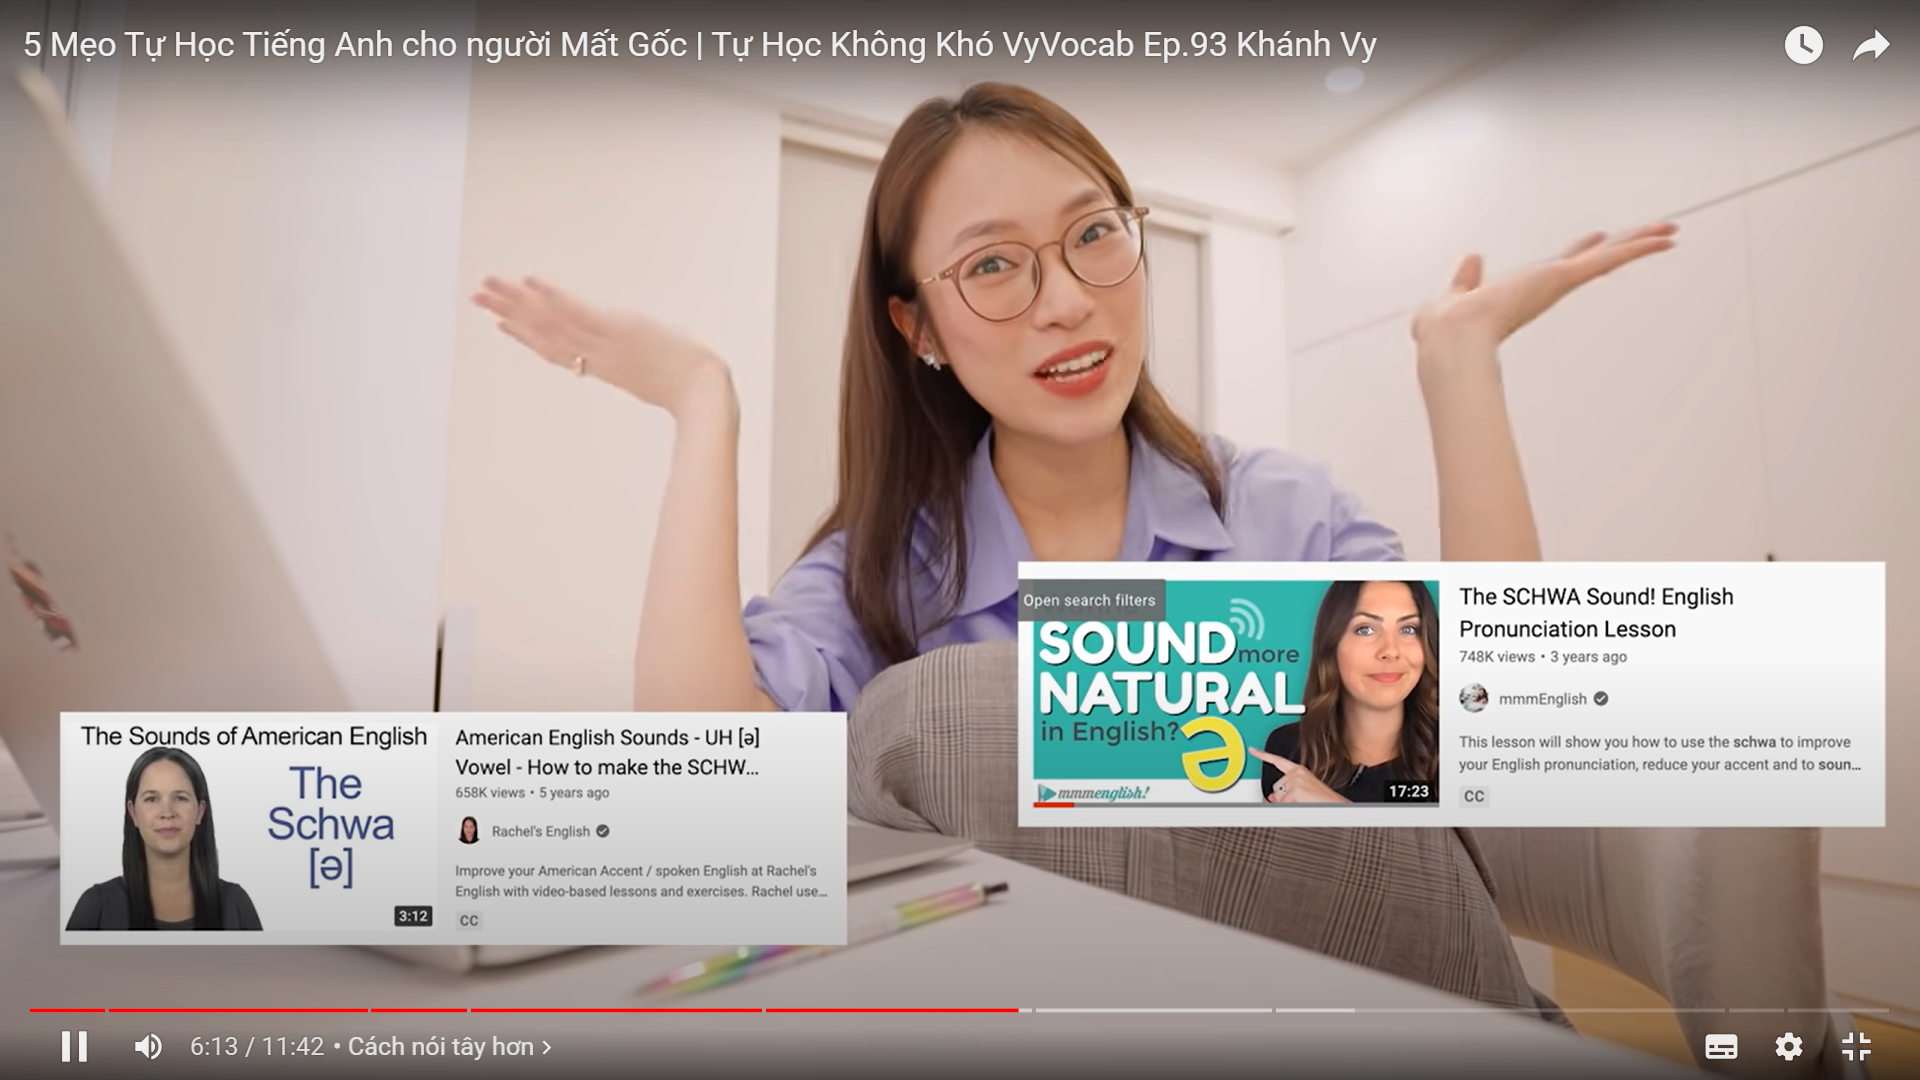 5 Mẹo Tự Học Tiếng Anh cho người Mất Gốc | Tự Học Không Khó VyVocab Ep.93 Khánh Vy
Open search filters
SOUND
more
NATURAL
in English?
ə
mmmenglish!
17:23
The SCHWA Sound! English
Pronunciation Lesson
748K views • 3 years ago
mmmEnglish
This lesson will show you how to use the schwa to improve
your English pronunciation, reduce your accent and to soun...
CC
The Sounds of American English
The
Schwa
[ə]
3:12
American English Sounds - UH [ə]
Vowel - How to make the SCHW...
658K views • 5 years ago
Rachel's English
Improve your American Accent / spoken English at Rachel's
English with video-based lessons and exercises. Rachel use...
CC
6:13 / 11:42 • Cách nói tây hơn >